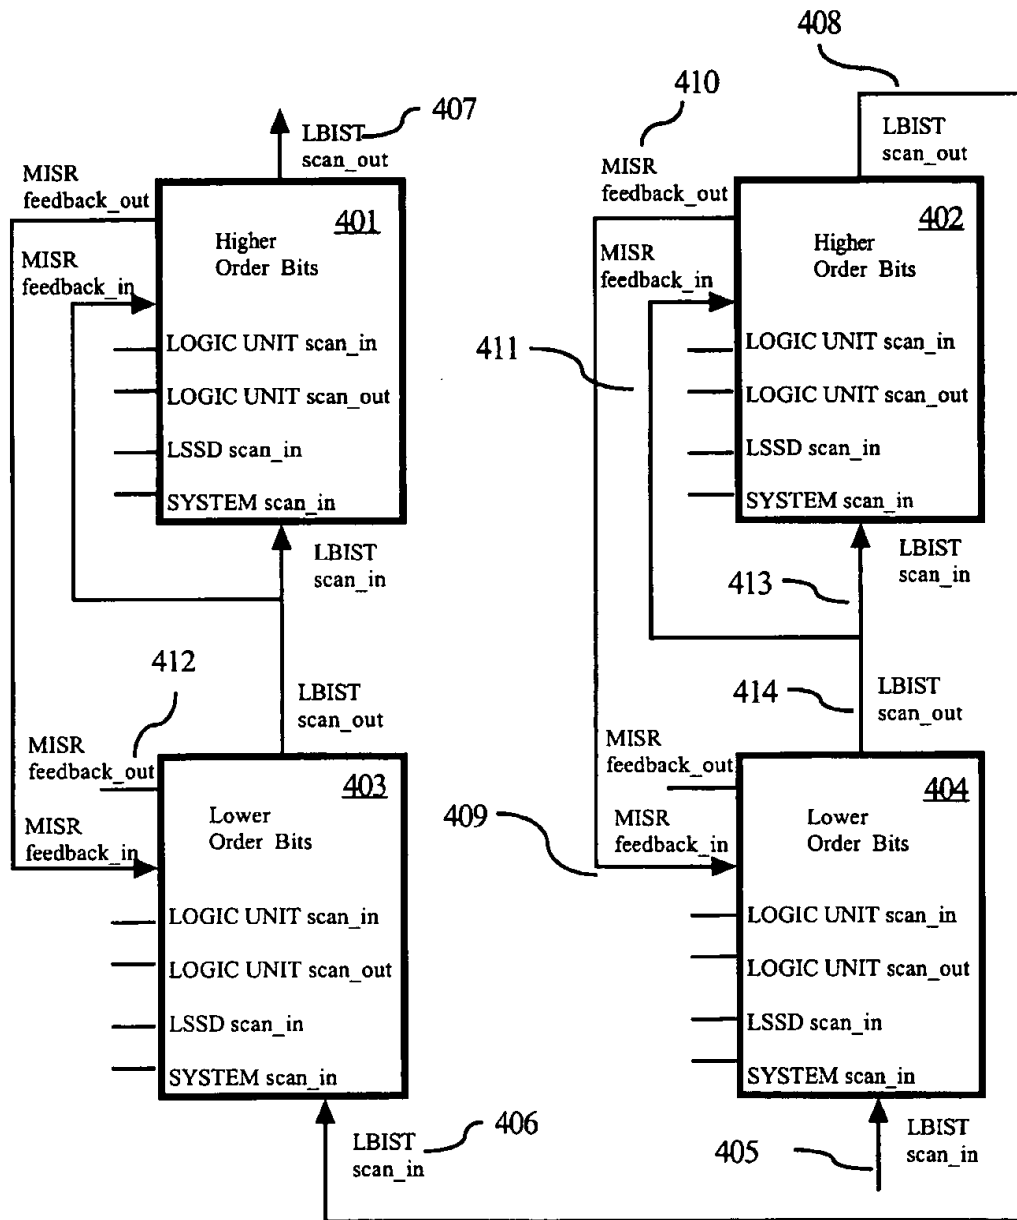 408
410
407
LBIST
scan_out
LBIST
scan_out
MISR
feedback_out
MISR
feedback_out
401
402
Higher
Order Bits
Higher
Order Bits
MISR
feedback_in
MISR
feedback_in
LOGIC UNIT scan_in
LOGIC UNIT scan_in
411
LOGIC UNIT scan_out
LOGIC UNIT scan_out
LSSD scan_in
LSSD scan_in
SYSTEM scan_in
SYSTEM scan_in
LBIST
scan_in
LBIST
scan_in
413
412
LBIST
scan_out
414
LBIST
scan_out
MISR
feedback_out
MISR
feedback_out
403
404
409
Lower
Order Bits
Lower
Order Bits
MISR
feedback_in
MISR
feedback_in
LOGIC UNIT scan_in
LOGIC UNIT scan_in
LOGIC UNIT scan_out
LOGIC UNIT scan_out
LSSD scan_in
LSSD scan_in
SYSTEM scan_in
SYSTEM scan_in
LBIST
scan_in
406
405
LBIST
scan_in